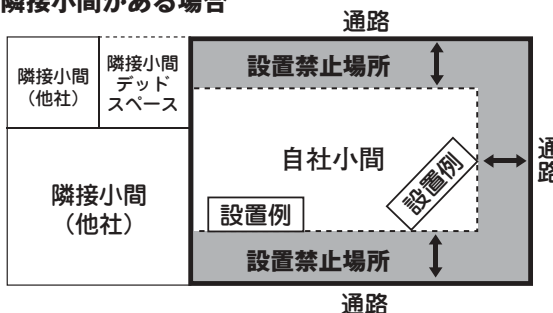 隣接小間がある場合
通路
隣接小間
（他社）
隣接小間
デッド
スペース
設置禁止場所
自社小間
設置例
通路
隣接小間
（他社）
設置例
設置禁止場所
通路